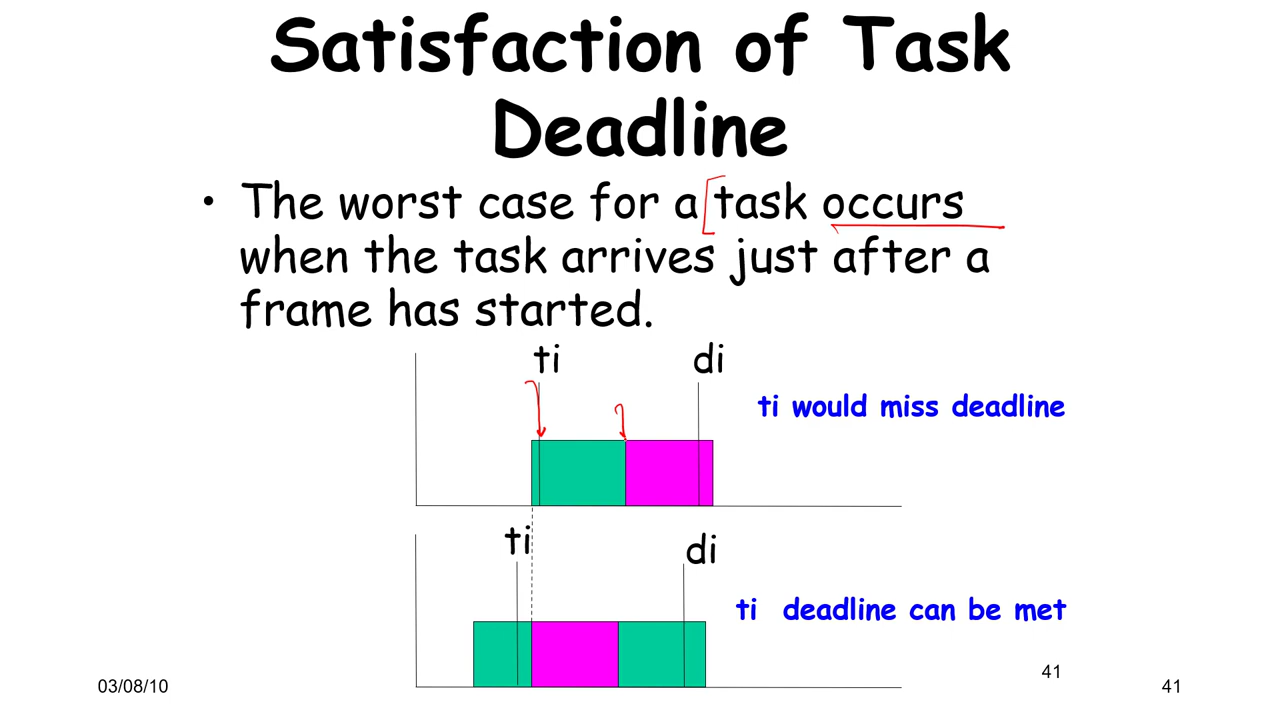 Satisfaction of Task
Deadline
• The worst case for a task occurs
when the task arrives just after a
frame has started.
ti di
ti would miss deadline
ti di
ti deadline can be met
03/08/10 41 41